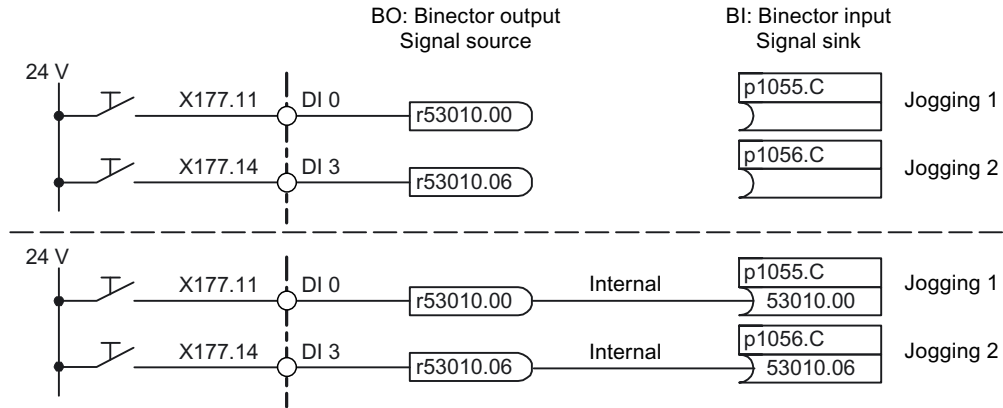 BO: Binector output
Signal source
BI: Binector input
Signal sink
24 V
X177.11
DI 0
r53010.00
p1055.C
Jogging 1
X177.14
DI 3
r53010.06
p1056.C
Jogging 2
24 V
X177.11
DI 0
r53010.00
Internal
p1055.C
53010.00
Jogging 1
X177.14
DI 3
r53010.06
Internal
p1056.C
53010.06
Jogging 2